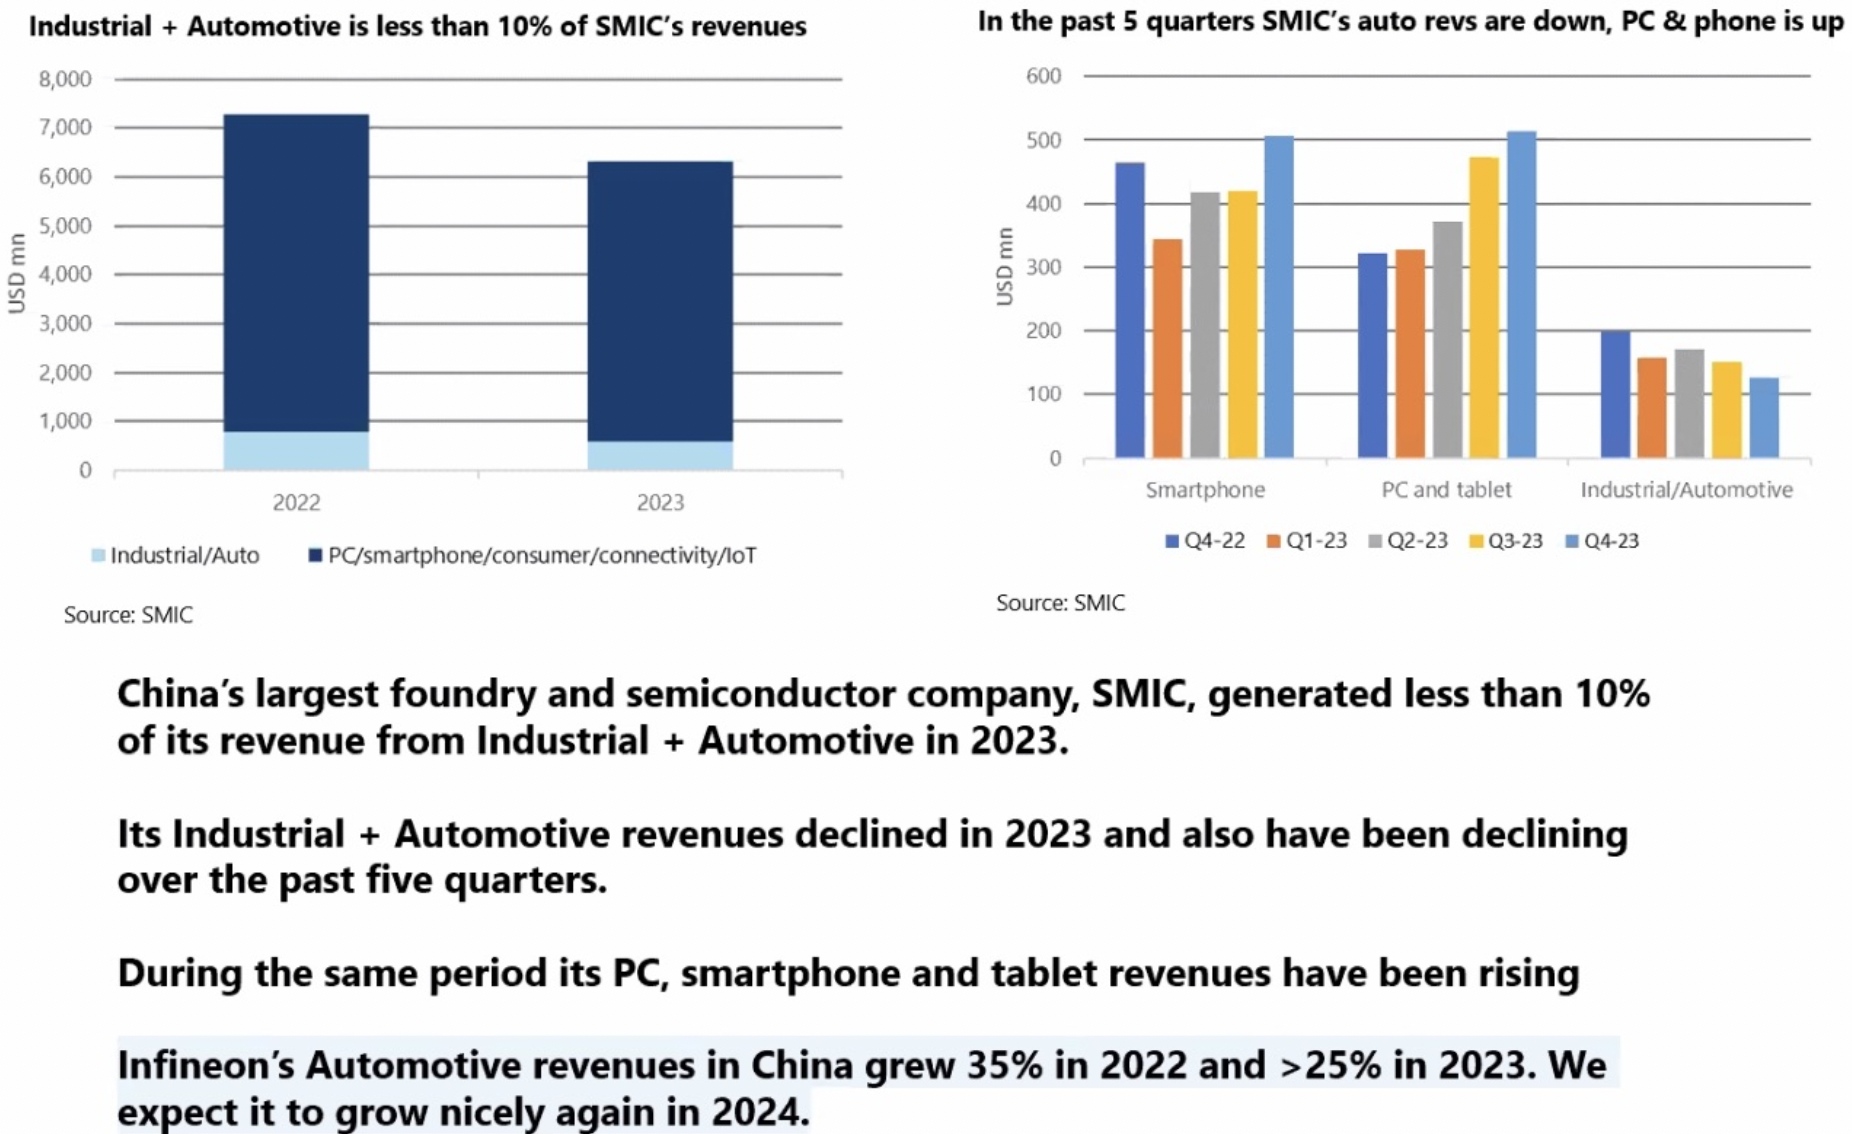 Industrial + Automotive is less than 10% of SMIC's revenues
8,000
7,000
6,000
5,000
4,000
3,000
2,000
1,000
0
USD mn
2022
2023
Industrial/Auto
PC/smartphone/consumer/connectivity/IoT
Source: SMIC
In the past 5 quarters SMIC's auto revs are down, PC & phone is up
600
500
400
300
200
100
0
USD mn
Smartphone
PC and tablet
Industrial/Automotive
Q4-22
Q1-23
Q2-23
Q3-23
Q4-23
Source: SMIC
China's largest foundry and semiconductor company, SMIC, generated less than 10%
of its revenue from Industrial + Automotive in 2023.
Its Industrial + Automotive revenues declined in 2023 and also have been declining
over the past five quarters.
During the same period its PC, smartphone and tablet revenues have been rising
Infineon's Automotive revenues in China grew 35% in 2022 and >25% in 2023. We
expect it to grow nicely again in 2024.